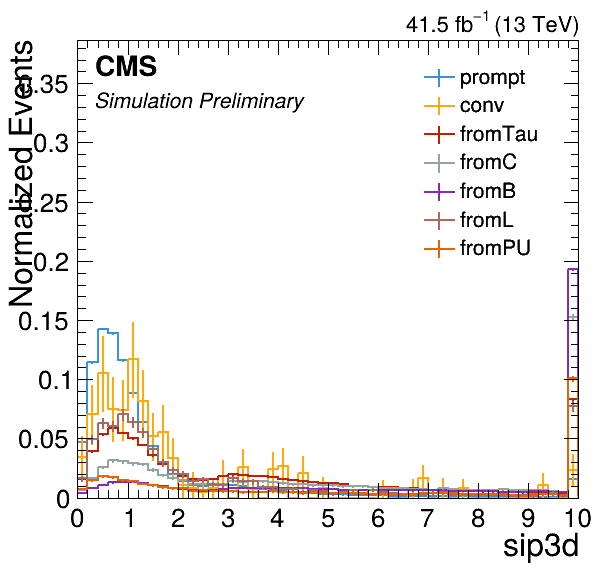 41.5 fb⁻¹ (13 TeV)
CMS
Simulation Preliminary
prompt
conv
fromTau
fromC
fromB
fromL
fromPU
Normalized Events
0.35
0.3
0.25
0.2
0.15
0.1
0.05
0
0 1 2 3 4 5 6 7 8 9 10
sip3d